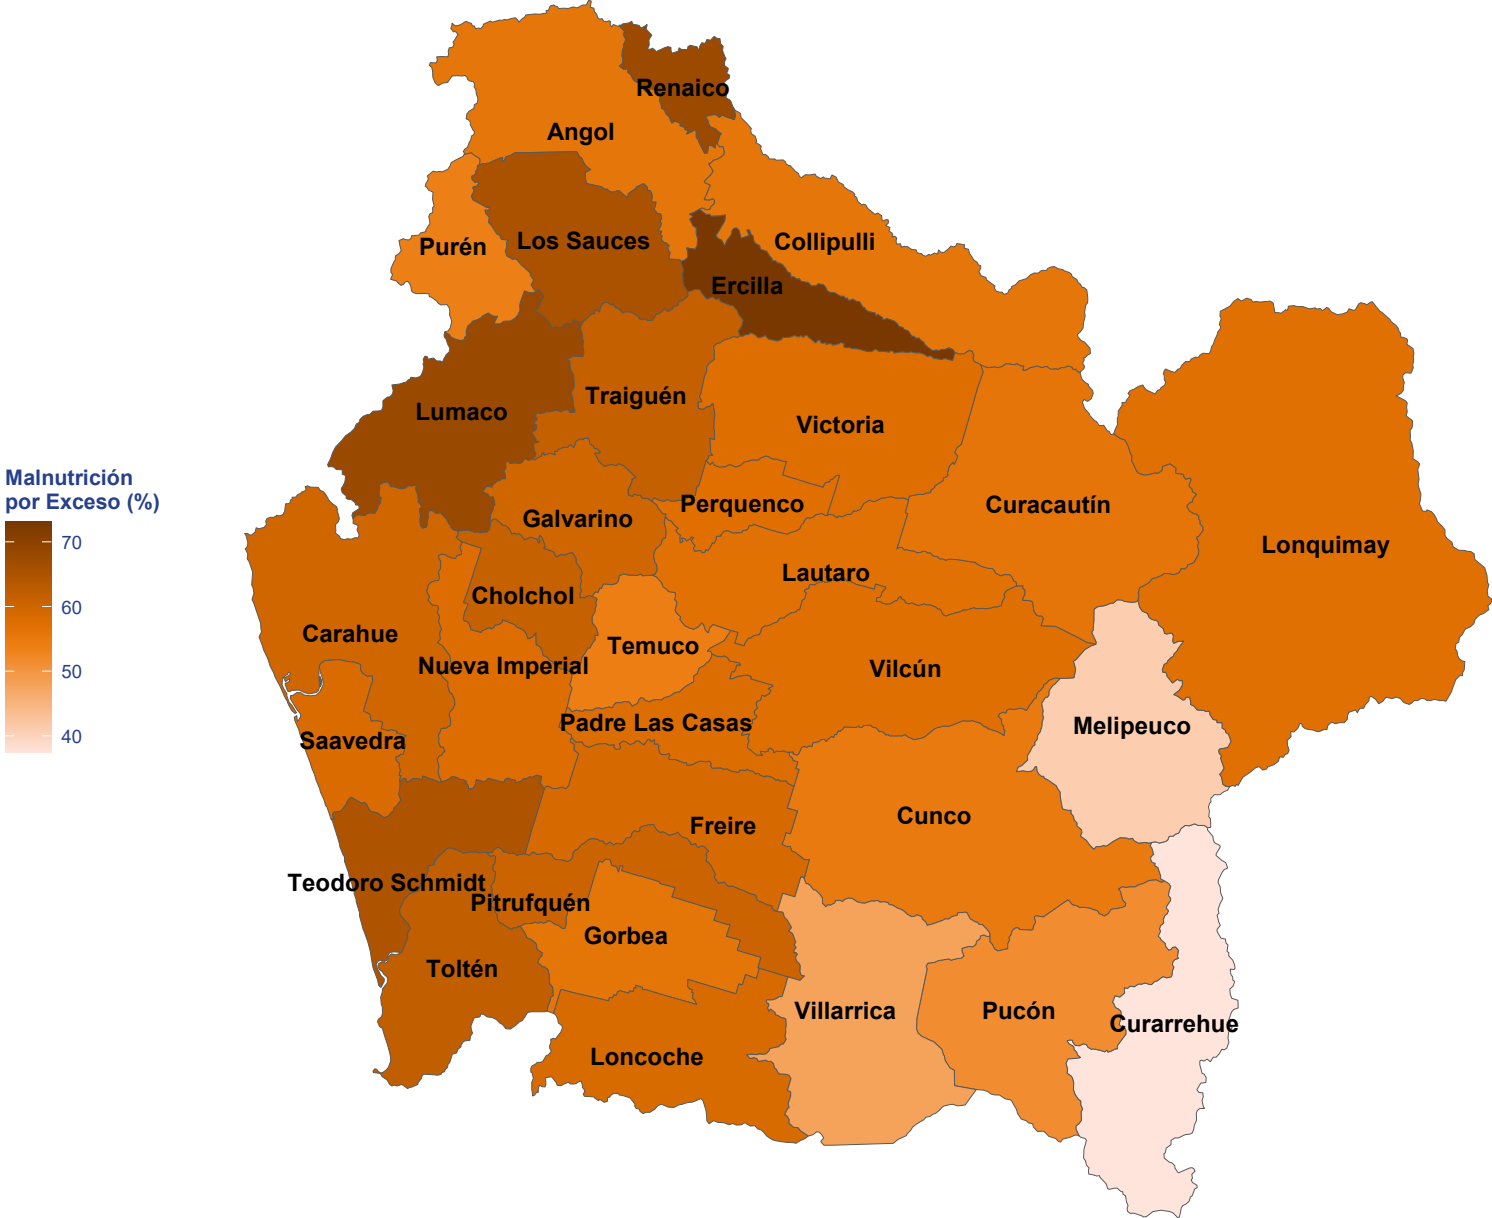 Renaico
Angol
Purén
Los Sauces
Collipulli
Ercilla
Traiguén
Lumaco
Victoria
Malnutrición
por Exceso (%)
70
60
50
40
Perquenco
Curacautín
Galvarino
Lonquimay
Lautaro
Cholchol
Carahue
Temuco
Nueva Imperial
Vilcún
Padre Las Casas
Melipeuco
Saavedra
Cunco
Freire
Teodoro Schmidt
Pitrufquén
Gorbea
Toltén
Villarrica
Pucón
Curarrehue
Loncoche